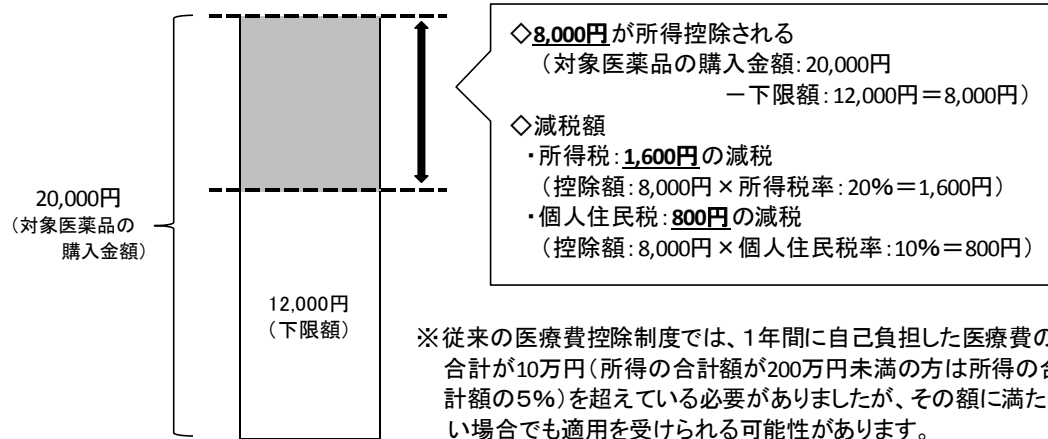 ◇8,000円が所得控除される
（対象医薬品の購入金額：20,000円
－下限額：12,000円＝8,000円）
◇減税額
・所得税：1,600円の減税
（控除額：8,000円×所得税率：20%＝1,600円）
・個人住民税：800円の減税
（控除額：8,000円×個人住民税率：10%＝800円）
20,000円
（対象医薬品の
購入金額）
12,000円
（下限額）
※従来の医療費控除制度では、1年間に自己負担した医療費の
合計が10万円（所得の合計額が200万円未満の方は所得の合
計額の５％）を超えている必要がありましたが、その額に満た
い場合でも適用を受けられる可能性があります。